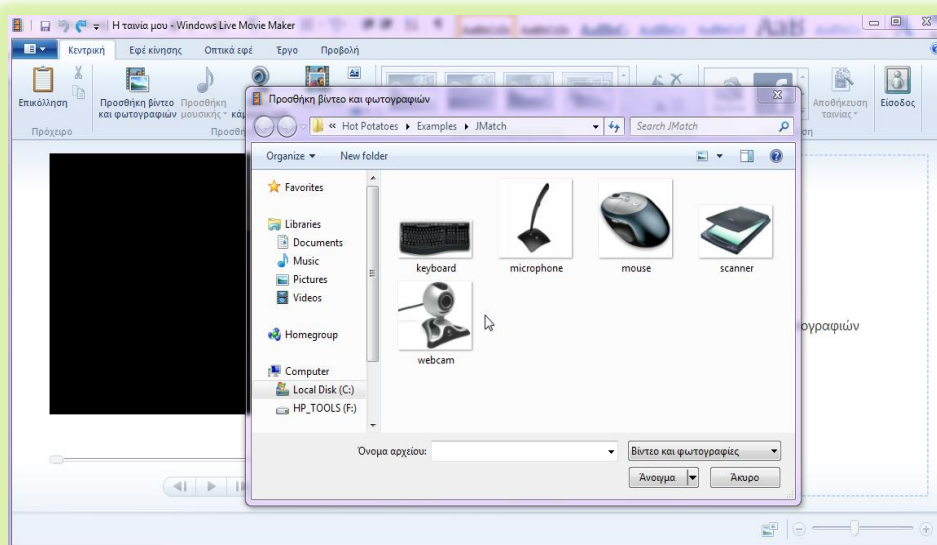 Η ταινία μου - Windows Live Movie Maker
Κεντρική Εφέ κίνησης Οπτικά εφέ Έργο Προβολή
Επικόλληση
Προσθήκη βίντεο και φωτογραφιών
Προσθήκη μουσικής
Αποθήκευση ταινίας
Είσοδος
Πρόχειρο
Προσθήκη βίντεο και φωτογραφιών
« Hot Potatoes Examples JMatch
Search JMatch
Organize New folder
Favorites
Libraries
Documents
Music
Pictures
Videos
Homegroup
Computer
Local Disk (C:)
HP_TOOLS (F:)
keyboard microphone mouse scanner
webcam
Όνομα αρχείου:
Βίντεο και φωτογραφίες
Άνοιγμα Άκυρο